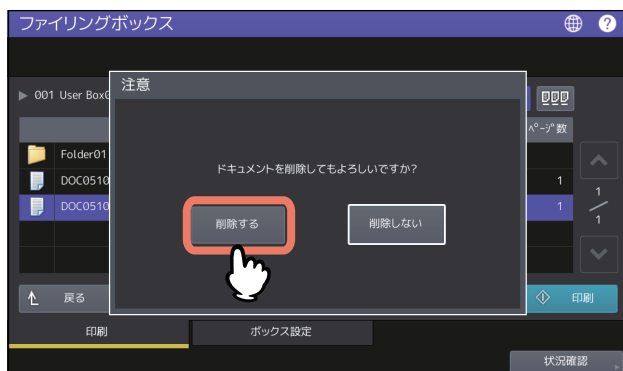 ファイリングボックス
?
注意
001 User Box0
ﾍﾟｰｼﾞ数
Folder01
ドキュメントを削除してもよろしいですか?
DOC0510
1
DOC0510
1
1
1
削除する
削除しない
戻る
印刷
印刷
ボックス設定
状況確認